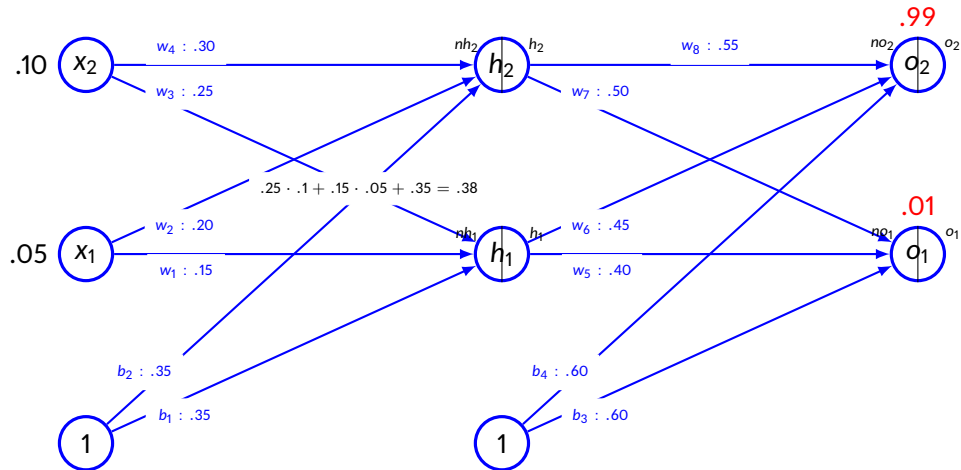 .99
.10 x₂ w₄ : .30 nh₂ h₂ h₂ w₈ : .55 no₂ o₂ o₂
w₃ : .25 w₇ : .50
.25 · .1 + .15 · .05 + .35 = .38
.01
w₂ : .20 nh₁ h₁ w₆ : .45 no₁ o₁
.05 x₁ h₁ o₁
w₁ : .15 w₅ : .40
b₂ : .35 b₄ : .60
b₁ : .35 b₃ : .60
1 1